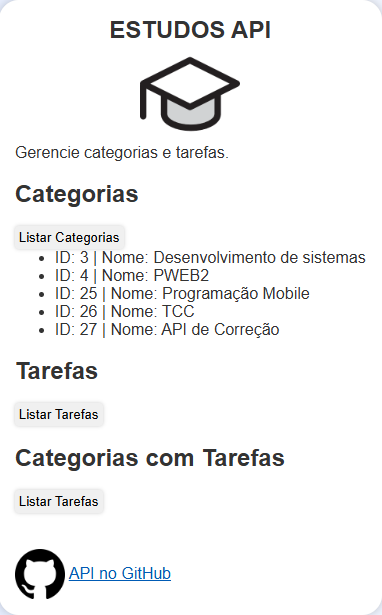 ESTUDOS API
Gerencie categorias e tarefas.
Categorias
Listar Categorias
ID: 3 | Nome: Desenvolvimento de sistemas
ID: 4 | Nome: PWEB2
ID: 25 | Nome: Programação Mobile
ID: 26 | Nome: TCC
ID: 27 | Nome: API de Correção
Tarefas
Listar Tarefas
Categorias com Tarefas
Listar Tarefas
API no GitHub